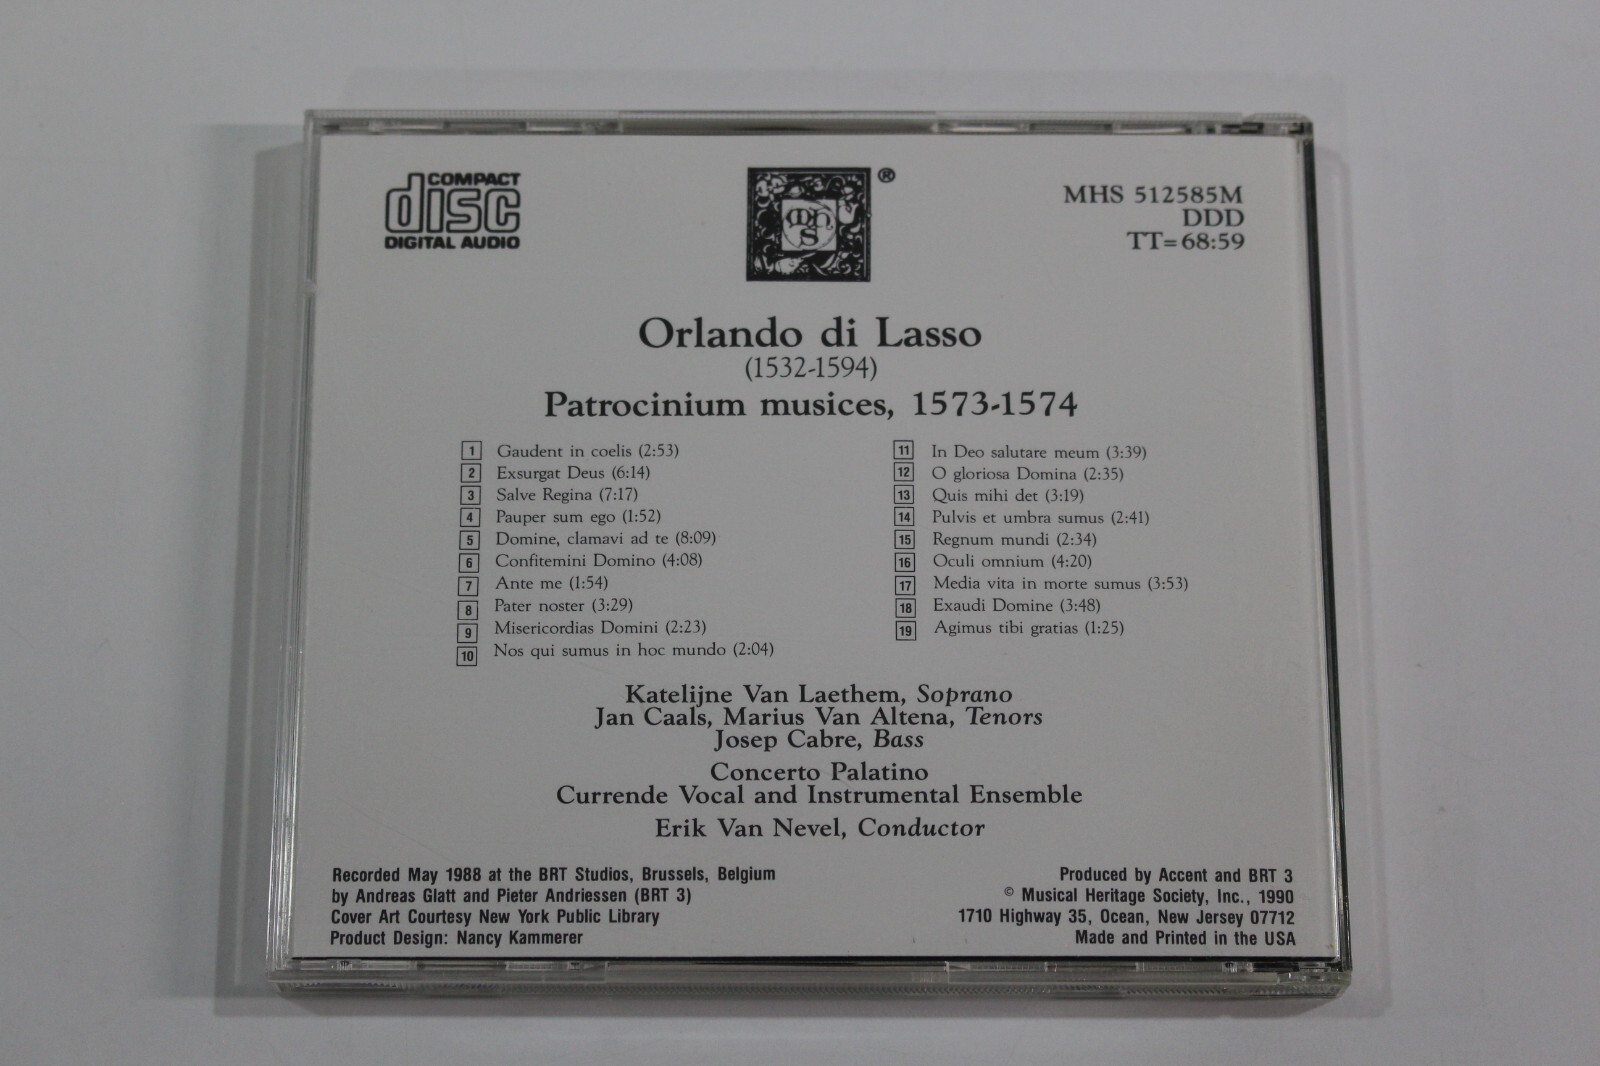 COMPACT
disc
DIGITAL AUDIO
mhs
®
MHS 512585M
DDD
TT=68:59
Orlando di Lasso
(1532-1594)
Patrocinium musices, 1573-1574
1 Gaudent in coelis (2:53)
2 Exsurgat Deus (6:14)
3 Salve Regina (7:17)
4 Pauper sum ego (1:52)
5 Domine, clamavi ad te (8:09)
6 Confitemini Domino (4:08)
7 Ante me (1:54)
8 Pater noster (3:29)
9 Misericordias Domini (2:23)
10 Nos qui sumus in hoc mundo (2:04)
11 In Deo salutare meum (3:39)
12 O gloriosa Domina (2:35)
13 Quis mihi det (3:19)
14 Pulvis et umbra sumus (2:41)
15 Regnum mundi (2:34)
16 Oculi omnium (4:20)
17 Media vita in morte sumus (3:53)
18 Exaudi Domine (3:48)
19 Agimus tibi gratias (1:25)
Katelijne Van Laethem, Soprano
Jan Caals, Marius Van Altena, Tenors
Josep Cabre, Bass
Concerto Palatino
Currende Vocal and Instrumental Ensemble
Erik Van Nevel, Conductor
Recorded May 1988 at the BRT Studios, Brussels, Belgium
by Andreas Glatt and Pieter Andriessen (BRT 3)
Cover Art Courtesy New York Public Library
Product Design: Nancy Kammerer
Produced by Accent and BRT 3
© Musical Heritage Society, Inc., 1990
1710 Highway 35, Ocean, New Jersey 07712
Made and Printed in the USA